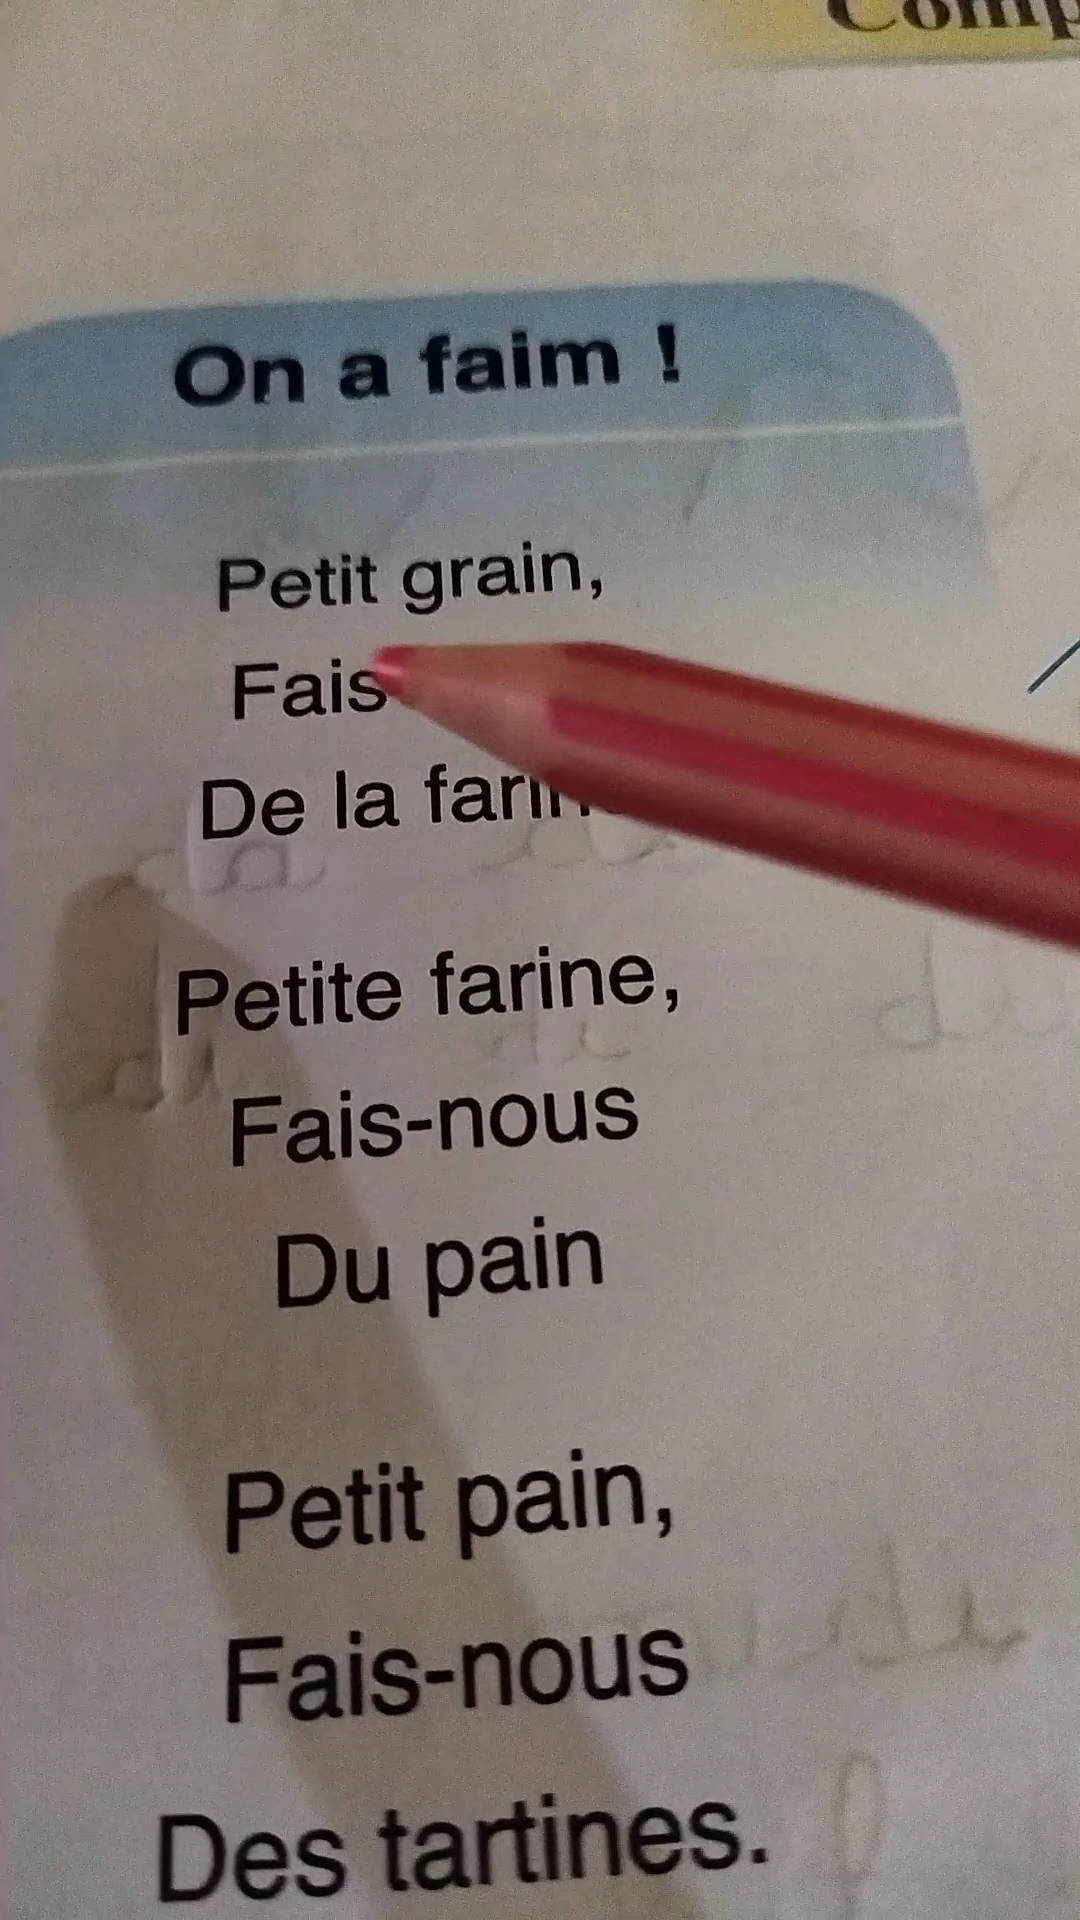 On a faim !
Petit grain,
Fais
De la
Petite farine,
Fais-nous
Du pain
Petit pain,
Fais-nous
Des tartines.